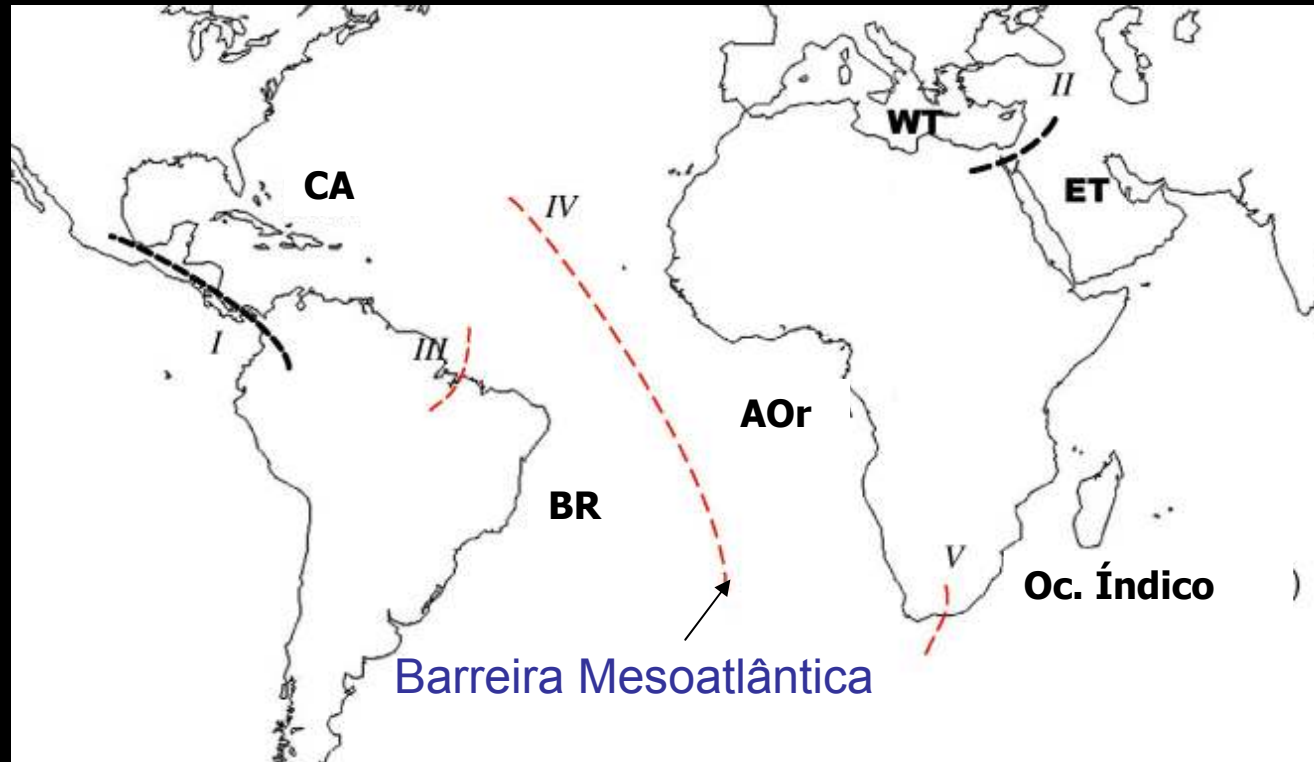 II
WT
ET
CA
IV
I
III
AOr
BR
V
Oc. Índico
)
Barreira Mesoatlântica